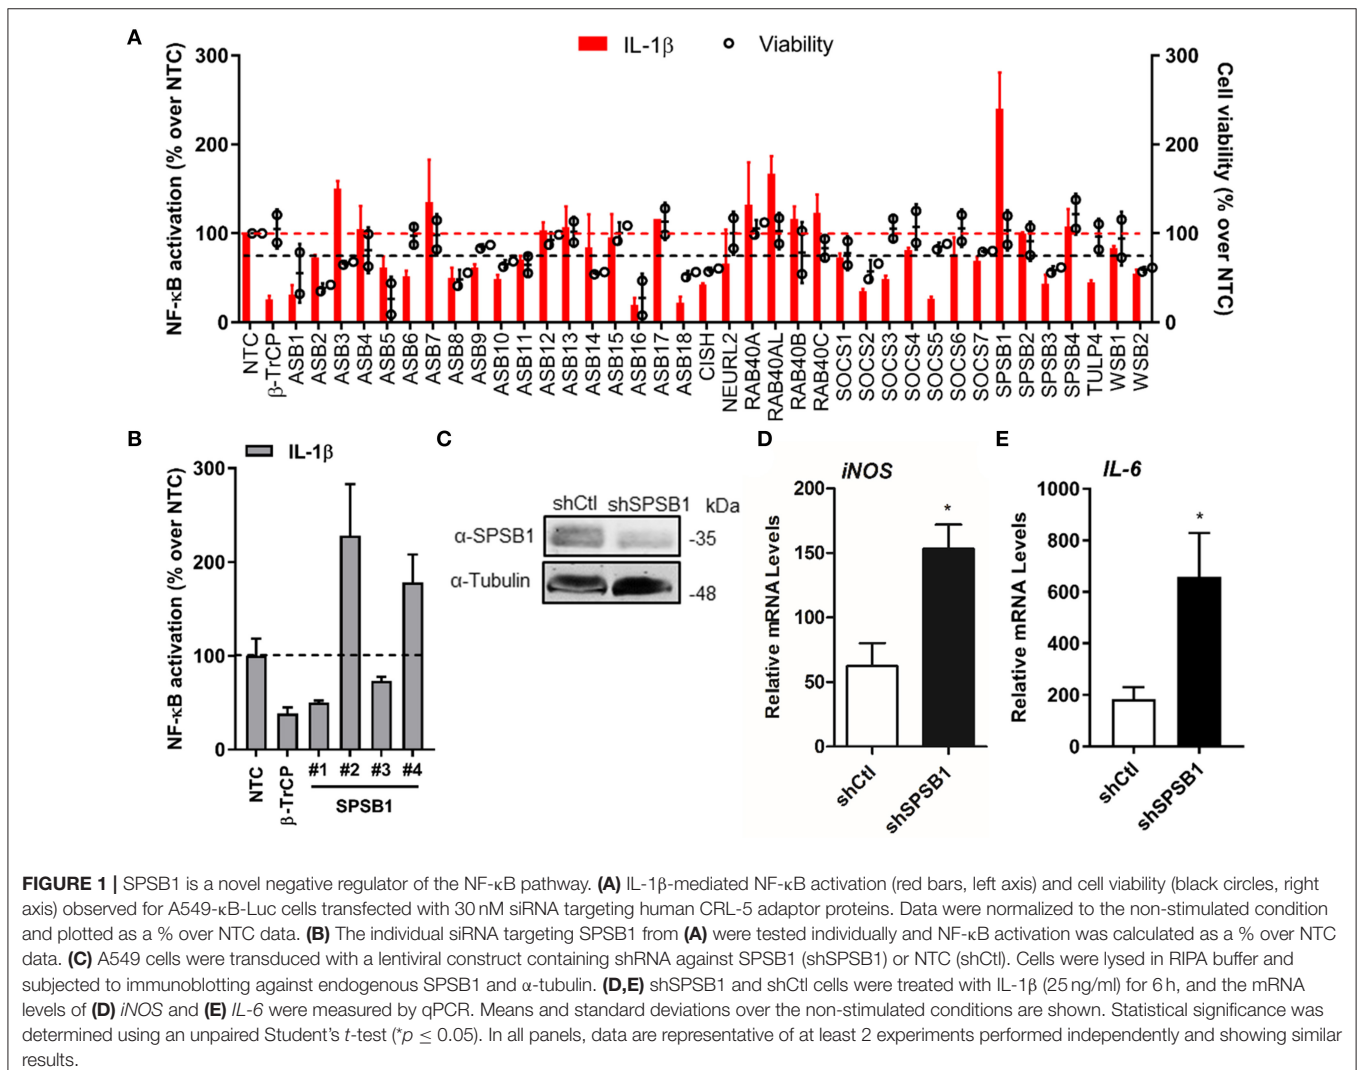 A
IL-1β
Viability
NF-κB activation (% over NTC)
300
200
100
0
300
200
100
0
Cell viability (% over NTC)
NTC
β-TrCP
ASB1
ASB2
ASB3
ASB4
ASB5
ASB6
ASB7
ASB8
ASB9
ASB10
ASB11
ASB12
ASB13
ASB14
ASB15
ASB16
ASB17
ASB18
CISH
NEURL2
RAB40A
RAB40AL
RAB40B
RAB40C
SOCS1
SOCS2
SOCS3
SOCS4
SOCS5
SOCS6
SOCS7
SPSB1
SPSB2
SPSB3
SPSB4
TULP4
WSB1
WSB2
B
IL-1β
NF-κB activation (% over NTC)
300
200
100
0
NTC
β-TrCP
#1 #2 #3 #4
SPSB1
C
shCtl shSPSB1 kDa
α-SPSB1 -35
α-Tubulin
-48
D
iNOS
Relative mRNA Levels
200
150
100
50
0
*
shCtl
shSPSB1
E
IL-6
Relative mRNA Levels
1000
800
600
400
200
0
*
shCtl
shSPSB1
FIGURE 1 | SPSB1 is a novel negative regulator of the NF-κB pathway. (A) IL-1β-mediated NF-κB activation (red bars, left axis) and cell viability (black circles, right
axis) observed for A549-κB-Luc cells transfected with 30 nM siRNA targeting human CRL-5 adaptor proteins. Data were normalized to the non-stimulated condition
and plotted as a % over NTC data. (B) The individual siRNA targeting SPSB1 from (A) were tested individually and NF-κB activation was calculated as a % over NTC
data. (C) A549 cells were transduced with a lentiviral construct containing shRNA against SPSB1 (shSPSB1) or NTC (shCtl). Cells were lysed in RIPA buffer and
subjected to immunoblotting against endogenous SPSB1 and α-tubulin. (D,E) shSPSB1 and shCtl cells were treated with IL-1β (25 ng/ml) for 6 h, and the mRNA
levels of (D) iNOS and (E) IL-6 were measured by qPCR. Means and standard deviations over the non-stimulated conditions are shown. Statistical significance was
determined using an unpaired Student's t-test (*p ≤ 0.05). In all panels, data are representative of at least 2 experiments performed independently and showing similar
results.